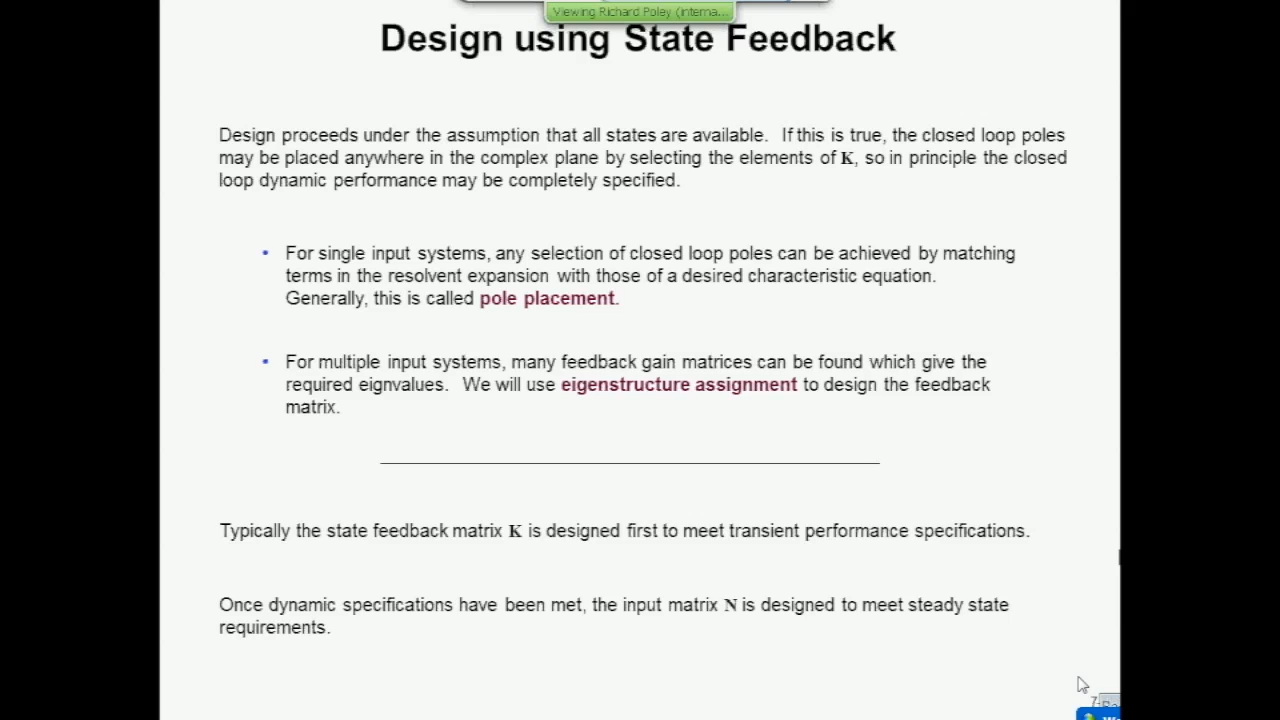 Viewing Richard Poley (interna...
Design using State Feedback
Design proceeds under the assumption that all states are available. If this is true, the closed loop poles
may be placed anywhere in the complex plane by selecting the elements of K, so in principle the closed
loop dynamic performance may be completely specified.
• For single input systems, any selection of closed loop poles can be achieved by matching
terms in the resolvent expansion with those of a desired characteristic equation.
Generally, this is called pole placement.
• For multiple input systems, many feedback gain matrices can be found which give the
required eignvalues. We will use eigenstructure assignment to design the feedback
matrix.
Typically the state feedback matrix K is designed first to meet transient performance specifications.
Once dynamic specifications have been met, the input matrix N is designed to meet steady state
requirements.